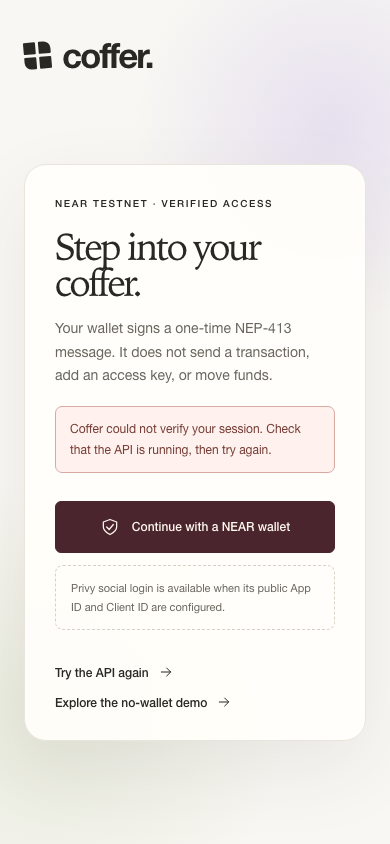 coffer.
NEAR TESTNET · VERIFIED ACCESS
Step into your
coffer.
Your wallet signs a one-time NEP-413
message. It does not send a transaction,
add an access key, or move funds.
Coffer could not verify your session. Check
that the API is running, then try again.
Continue with a NEAR wallet
Privy social login is available when its public App
ID and Client ID are configured.
Try the API again
Explore the no-wallet demo